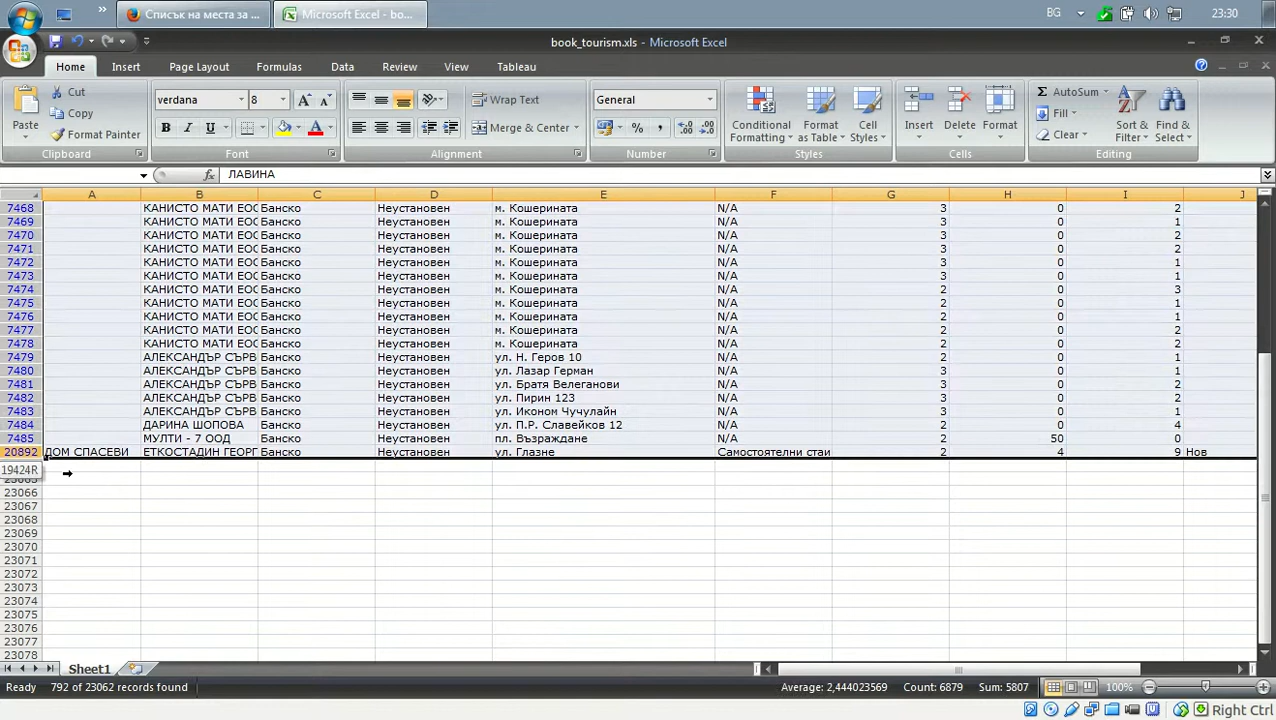 Списък на места за ...
Microsoft Excel - bo...
BG
23:30
book_tourism.xls - Microsoft Excel
Home Insert Page Layout Formulas Data Review View Tableau
Paste
Cut
Copy
Format Painter
Clipboard
verdana 8
B I U
Font
Wrap Text
Merge & Center
Alignment
General
% ,
Number
Conditional Formatting
Format as Table
Cell Styles
Styles
Insert Delete Format
Cells
Σ AutoSum
Fill
Clear
Sort & Filter
Find & Select
Editing
fx ЛАВИНА
A B C D E F G H I J
7468 КАНИСТО МАТИ ЕОО Банско Неустановен м. Кошерината N/A 3 0 2
7469 КАНИСТО МАТИ ЕОО Банско Неустановен м. Кошерината N/A 3 0 1
7470 КАНИСТО МАТИ ЕОО Банско Неустановен м. Кошерината N/A 3 0 2
7471 КАНИСТО МАТИ ЕОО Банско Неустановен м. Кошерината N/A 3 0 2
7472 КАНИСТО МАТИ ЕОО Банско Неустановен м. Кошерината N/A 3 0 1
7473 КАНИСТО МАТИ ЕОО Банско Неустановен м. Кошерината N/A 3 0 1
7474 КАНИСТО МАТИ ЕОО Банско Неустановен м. Кошерината N/A 2 0 3
7475 КАНИСТО МАТИ ЕОО Банско Неустановен м. Кошерината N/A 2 0 1
7476 КАНИСТО МАТИ ЕОО Банско Неустановен м. Кошерината N/A 2 0 1
7477 КАНИСТО МАТИ ЕОО Банско Неустановен м. Кошерината N/A 2 0 2
7478 КАНИСТО МАТИ ЕОО Банско Неустановен м. Кошерината N/A 2 0 2
7479 АЛЕКСАНДЪР СЪРВ Банско Неустановен ул. Н. Геров 10 N/A 2 0 1
7480 АЛЕКСАНДЪР СЪРВ Банско Неустановен ул. Лазар Герман N/A 3 0 1
7481 АЛЕКСАНДЪР СЪРВ Банско Неустановен ул. Братя Велеганови N/A 3 0 2
7482 АЛЕКСАНДЪР СЪРВ Банско Неустановен ул. Пирин 123 N/A 3 0 2
7483 АЛЕКСАНДЪР СЪРВ Банско Неустановен ул. Иконом Чучулайн N/A 3 0 1
7484 ДАРИНА ШОПОВА Банско Неустановен ул. П.Р. Славейков 12 N/A 2 0 4
7485 МУЛТИ - 7 ООД Банско Неустановен пл. Възраждане N/A 2 50 0
20892 ДОМ СПАСЕВИ ЕТКОСТАДИН ГЕОРГ Банско Неустановен ул. Глазне Самостоятелни стаи 2 4 9 Нов
19424R
23065
23066
23067
23068
23069
23070
23071
23072
23073
23074
23075
23076
23077
23078
Sheet1
Ready 792 of 23062 records found Average: 2,444023569 Count: 6879 Sum: 5807 100%
Right Ctrl